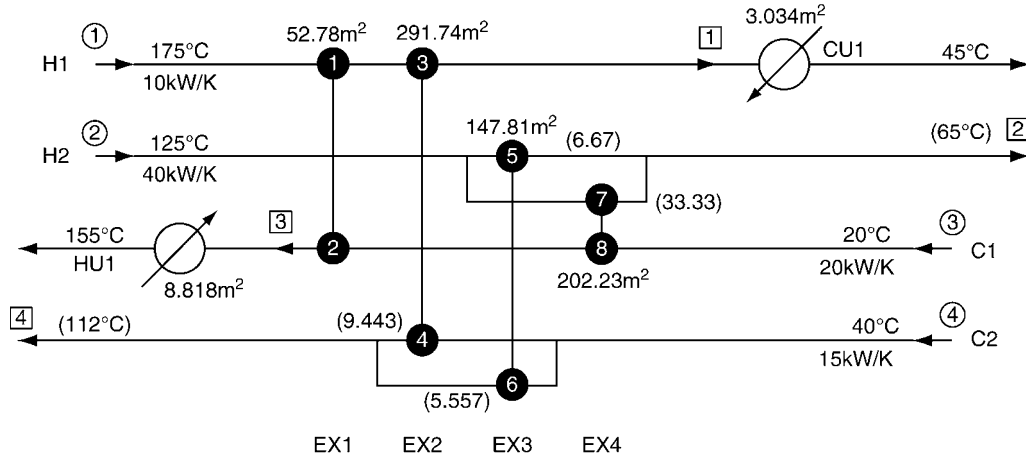 1 3.034m²
① 52.78m² 291.74m² 1 CU1
H1 175°C 1 3 45°C
10kW/K
② 147.81m² (6.67) (65°C) 2
H2 125°C 5
40kW/K 7 (33.33)
155°C 3 20°C ③
HU1 2 8 C1
8.818m² 202.23m² 20kW/K
4 (112°C) (9.443) 4 40°C ④
15kW/K C2
(5.557) 6
EX1 EX2 EX3 EX4